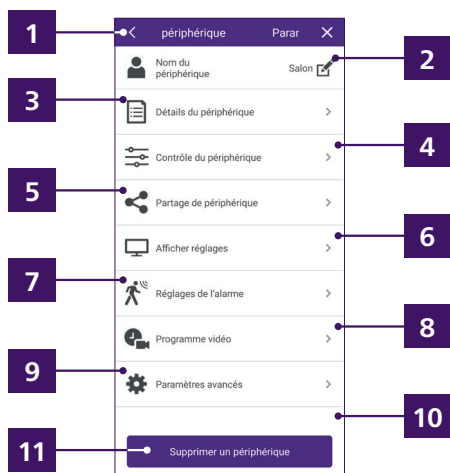 1
périphérique Parar
2
Nom du
périphérique
Salon
3
Détails du périphérique
4
Contrôle du périphérique
5
Partage de périphérique
6
Afficher réglages
7
Réglages de l'alarme
8
Programme vidéo
9
Paramètres avancés
10
11
Supprimer un périphérique